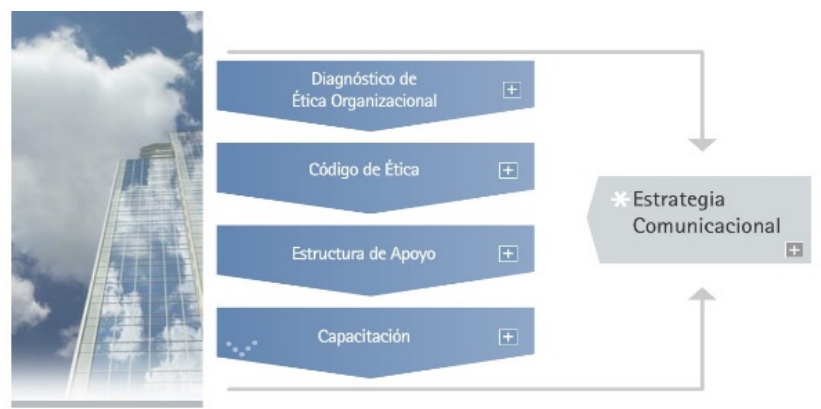 Diagnóstico de
Ética Organizacional
Código de Ética
Estructura de Apoyo
Capacitación
Estrategia
Comunicacional